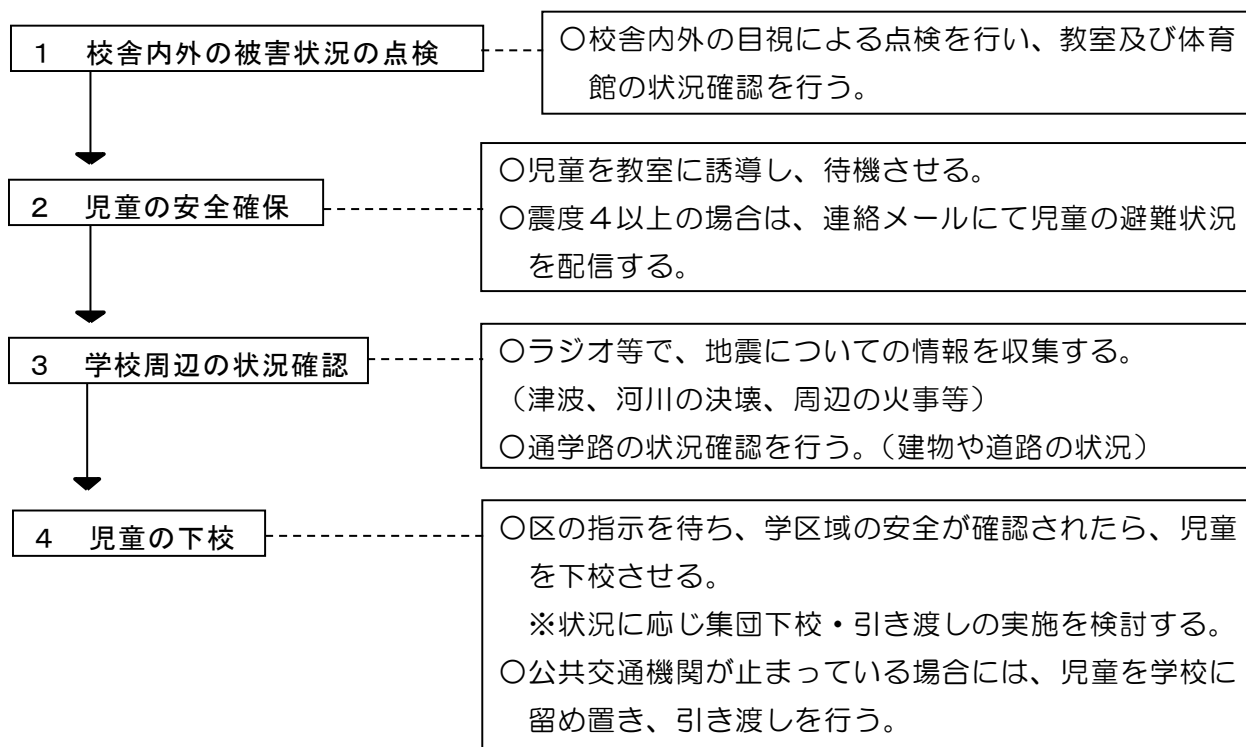 １　校舎内外の被害状況の点検
〇校舎内外の目視による点検を行い、教室及び体育
館の状況確認を行う。
２　児童の安全確保
〇児童を教室に誘導し、待機させる。
〇震度４以上の場合は、連絡メールにて児童の避難状況
を配信する。
３　学校周辺の状況確認
〇ラジオ等で、地震についての情報を収集する。
（津波、河川の決壊、周辺の火事等）
〇通学路の状況確認を行う。（建物や道路の状況）
４　児童の下校
〇区の指示を待ち、学区域の安全が確認されたら、児童
を下校させる。
※状況に応じ集団下校・引き渡しの実施を検討する。
〇公共交通機関が止まっている場合には、児童を学校に
留め置き、引き渡しを行う。